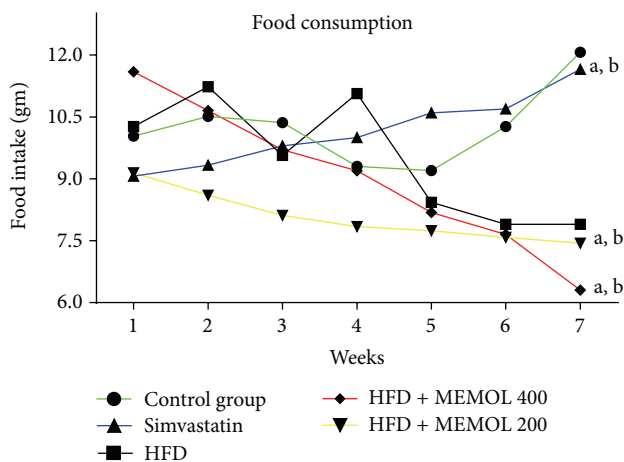 Food consumption
Food intake (gm)
12.0
10.5
9.0
7.5
6.0
a, b
a, b
a, b
1 2 3 4 5 6 7
Weeks
Control group
Simvastatin
HFD
HFD + MEMOL 400
HFD + MEMOL 200